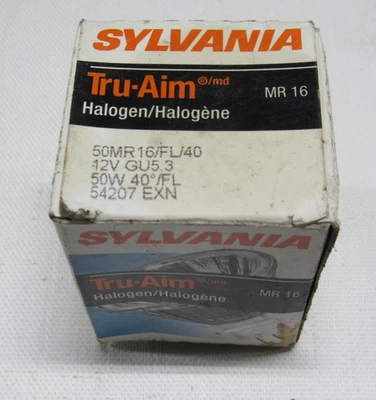 SYLVANIA
Tru-Aim®/md MR 16
Halogen/Halogène
50MR16/FL/40
12V GU5.3
50W 40°/FL
54207 EXN
SYLVANIA
Tru-Aim®/md
Halogen/Halogène MR 16